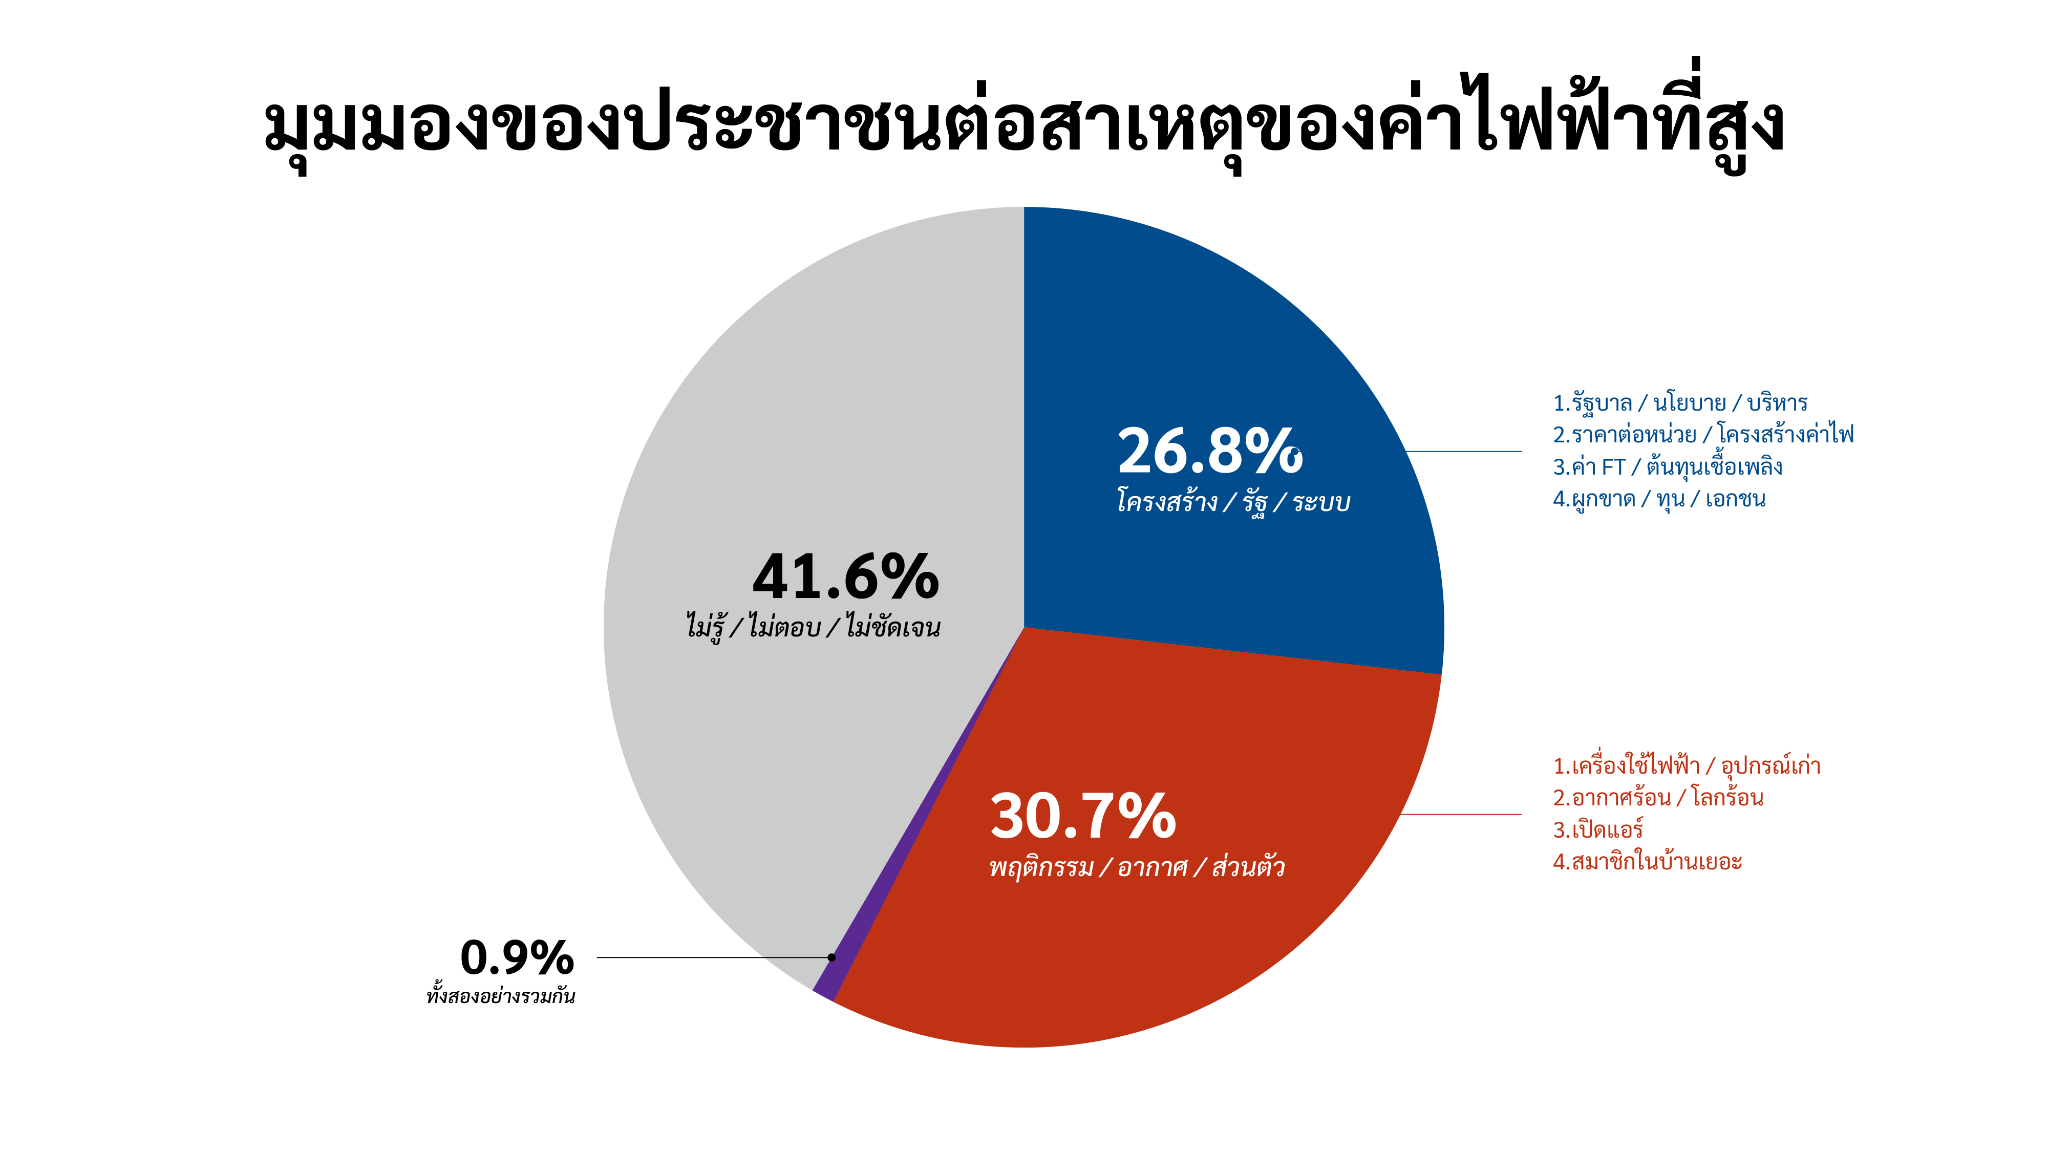 มุมมองของประชาชนต่อสาเหตุของค่าไฟฟ้าที่สูง
26.8%
โครงสร้าง / รัฐ / ระบบ
1.รัฐบาล / นโยบาย / บริหาร
2.ราคาต่อหน่วย / โครงสร้างค่าไฟ
3.ค่า FT / ต้นทุนเชื้อเพลิง
4.ผูกขาด / ทุน / เอกชน
41.6%
ไม่รู้ / ไม่ตอบ / ไม่ชัดเจน
30.7%
พฤติกรรม / อากาศ / ส่วนตัว
1.เครื่องใช้ไฟฟ้า / อุปกรณ์เก่า
2.อากาศร้อน / โลกร้อน
3.เปิดแอร์
4.สมาชิกในบ้านเยอะ
0.9%
ทั้งสองอย่างรวมกัน